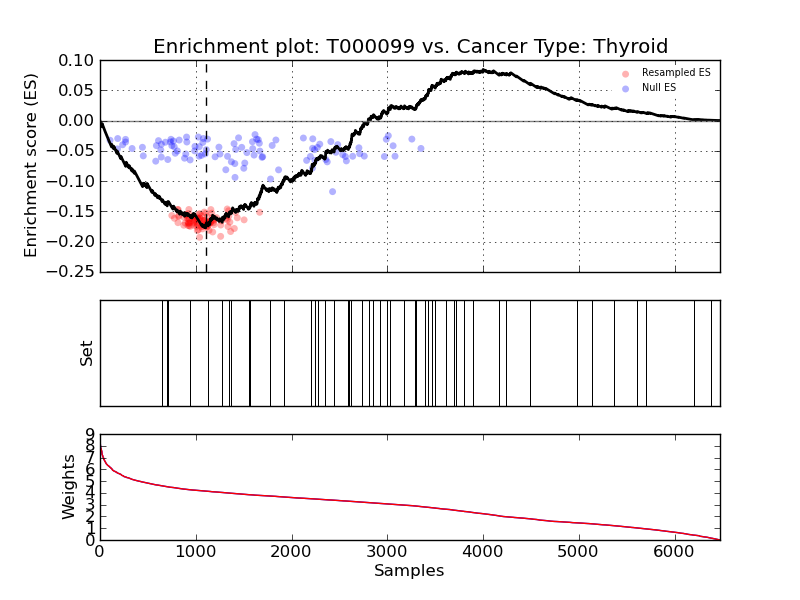 Enrichment plot: T000099 vs. Cancer Type: Thyroid
Enrichment score (ES)
0.10
0.05
0.00
−0.05
−0.10
−0.15
−0.20
−0.25
Resampled ES
Null ES
Set
Weights
9
8
7
6
5
4
3
2
1
0
0 1000 2000 3000 4000 5000 6000
Samples